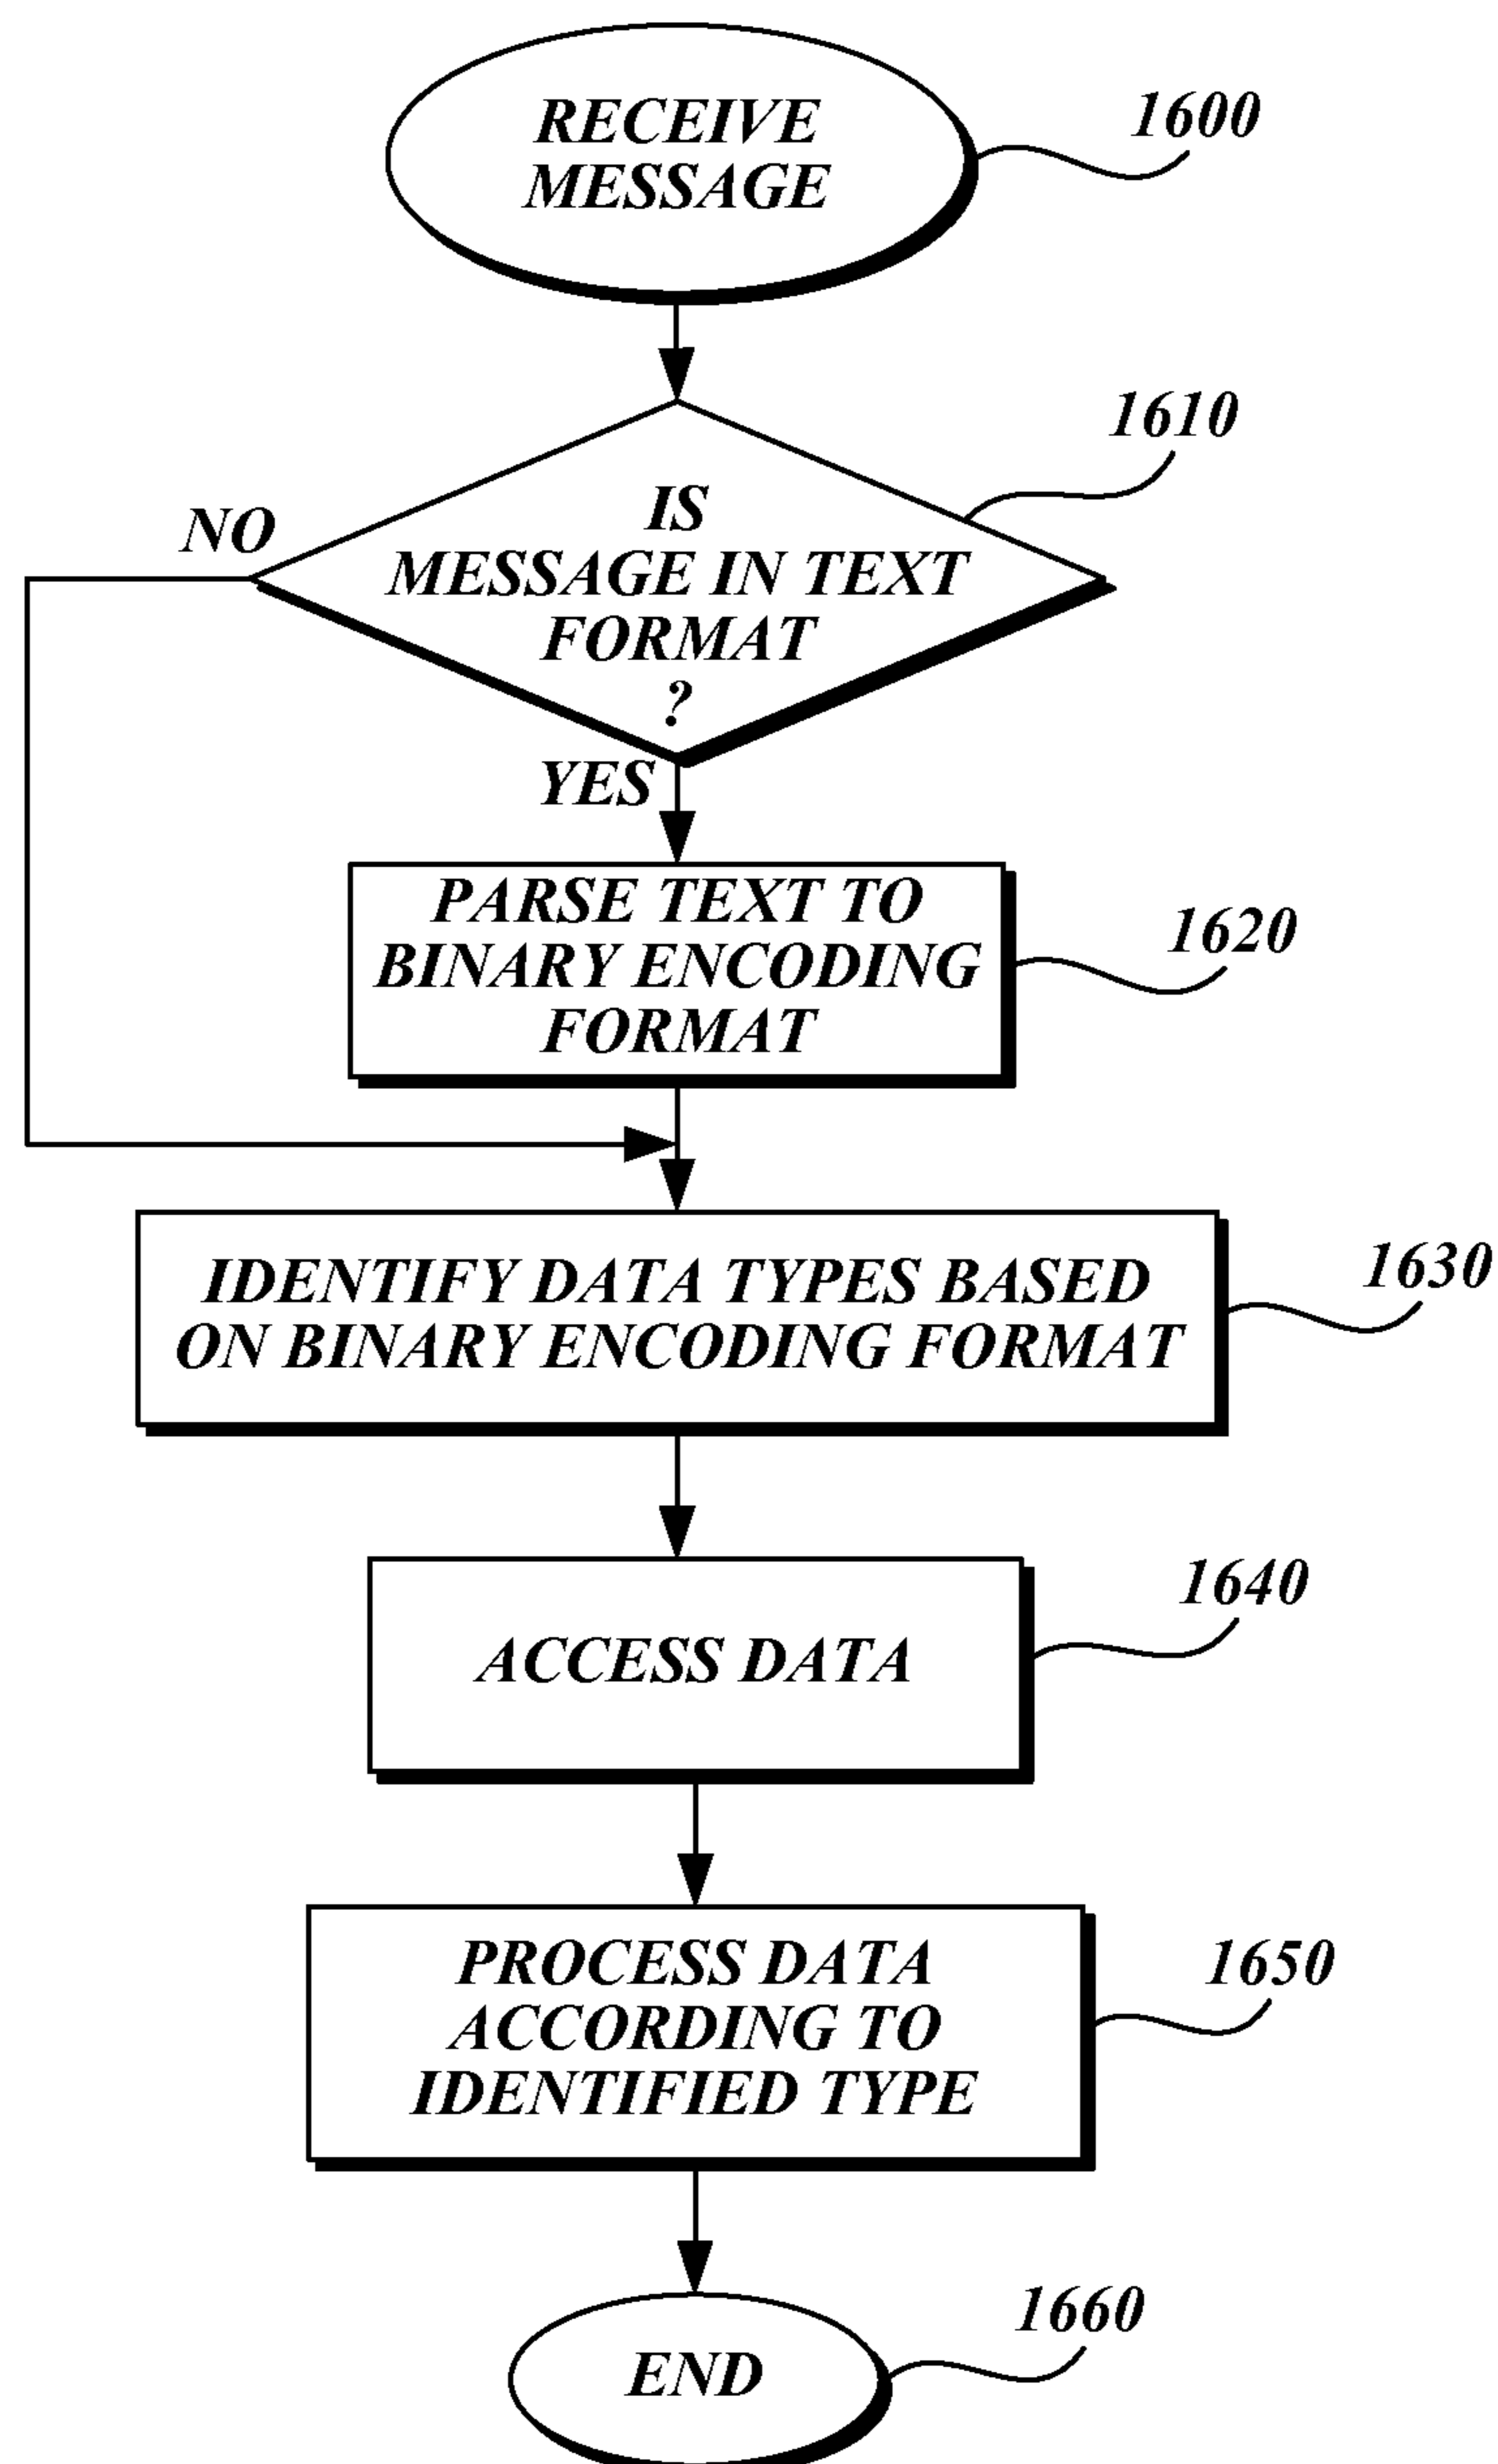 RECEIVE
MESSAGE
1600
1610
IS
MESSAGE IN TEXT
FORMAT
?
NO
YES
PARSE TEXT TO
BINARY ENCODING
FORMAT
1620
IDENTIFY DATA TYPES BASED
ON BINARY ENCODING FORMAT
1630
ACCESS DATA
1640
PROCESS DATA
ACCORDING TO
IDENTIFIED TYPE
1650
END
1660